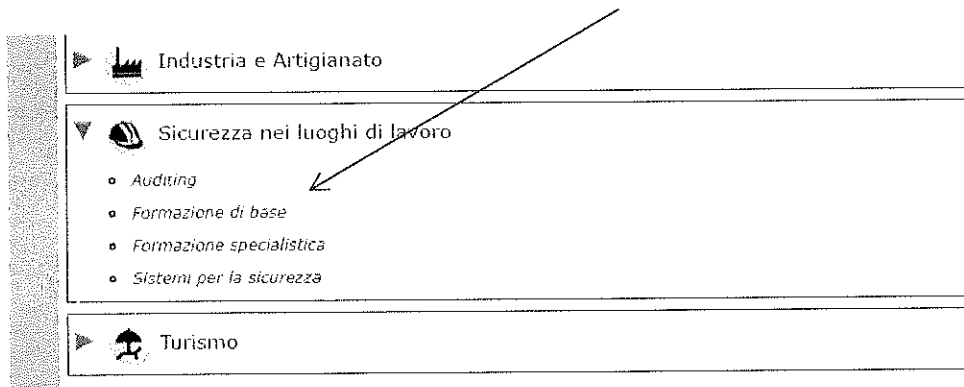 Industria e Artigianato
Sicurezza nei luoghi di lavoro
Auditing
Formazione di base
Formazione specialistica
Sistemi per la sicurezza
Turismo